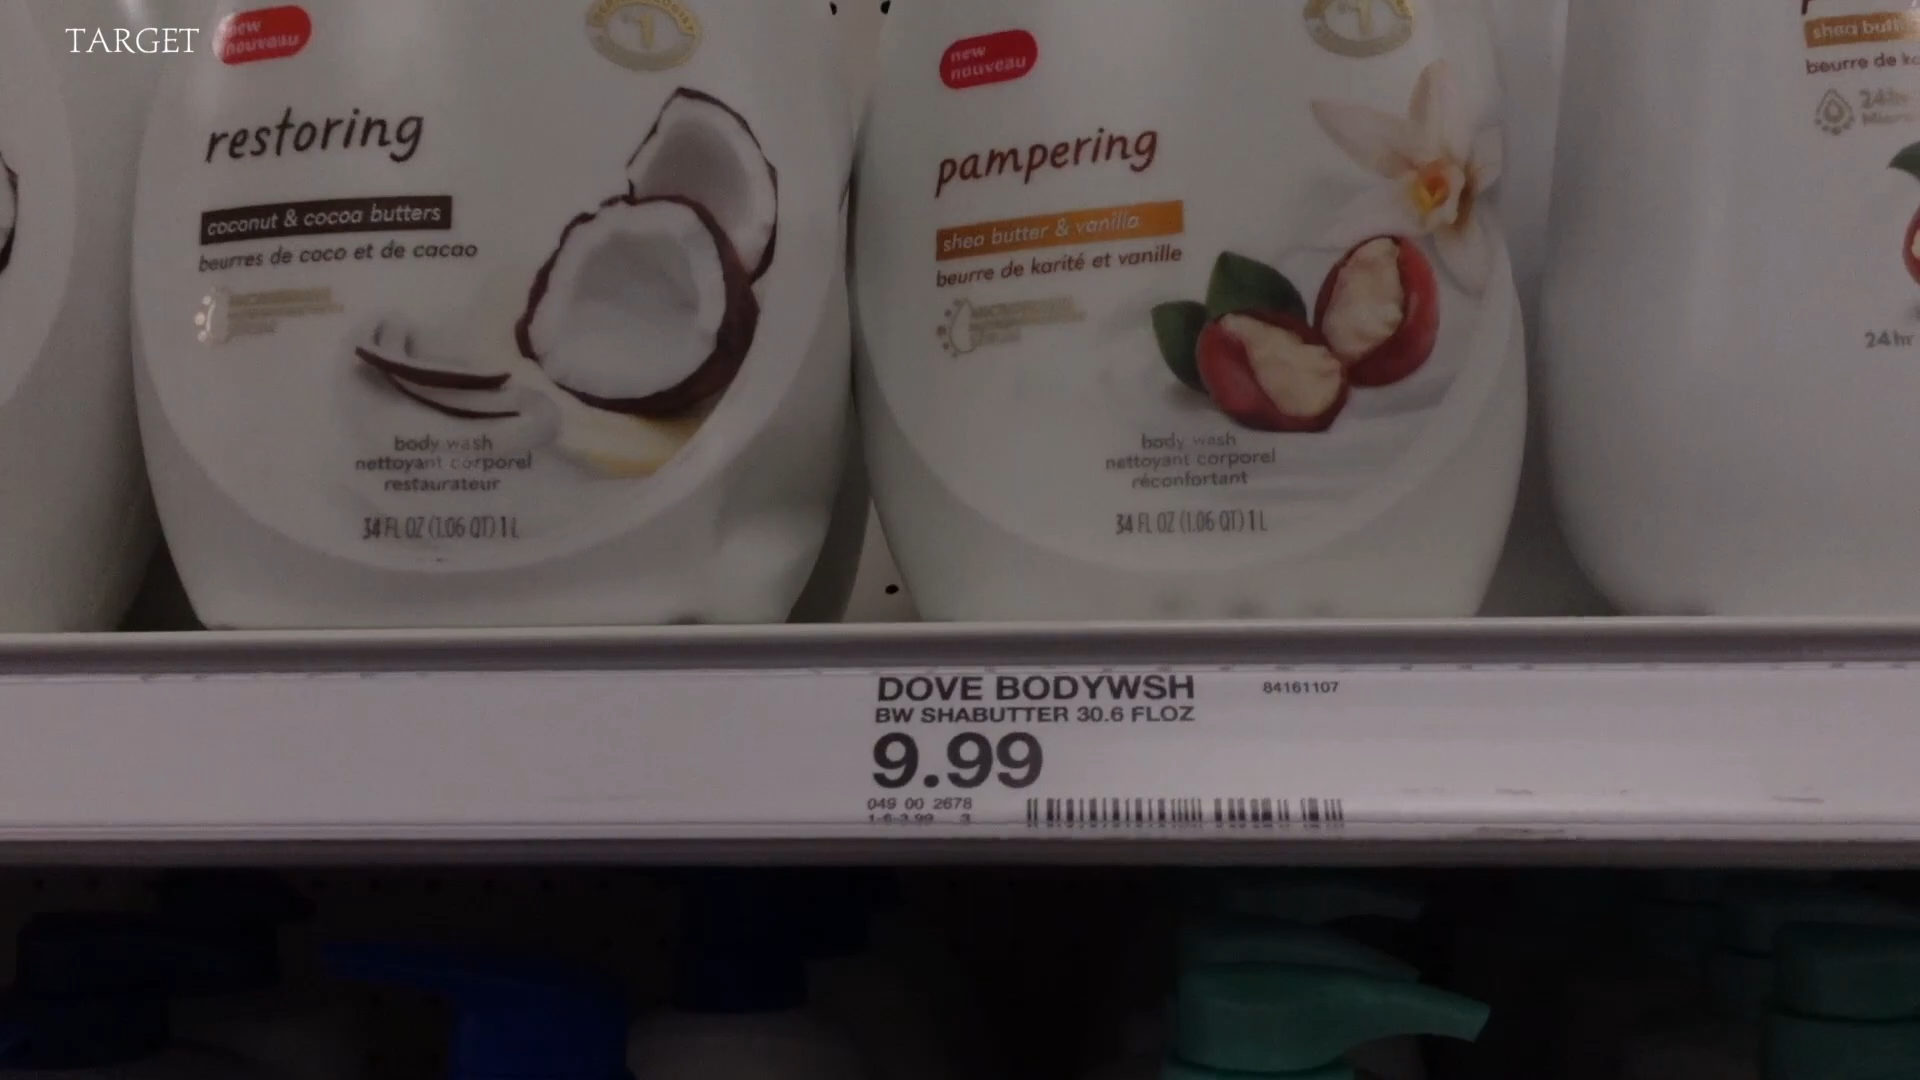 TARGET
new
nouveau
restoring
coconut & cocoa butters
beurres de coco et de cacao
body wash
nettoyant corporel
restaurateur
34 FL OZ (1.06 QT) 1 L
new
nouveau
pampering
shea butter & vanilla
beurre de karité et vanille
body wash
nettoyant corporel
réconfortant
34 FL OZ (1.06 QT) 1 L
shea
beurre de
24hr
24hr
DOVE BODYWSH
84161107
BW SHABUTTER 30.6 FLOZ
9.99
049 00 2678